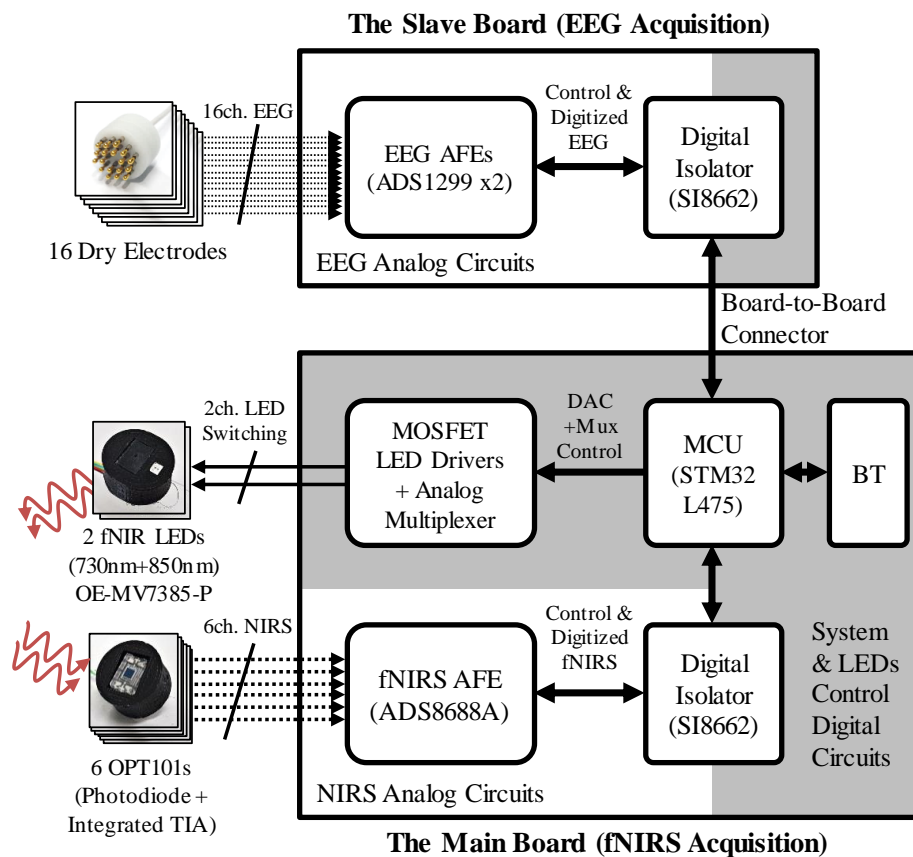 The Slave Board (EEG Acquisition)
16ch. EEG
16 Dry Electrodes
EEG AFEs
(ADS1299 x2)
Control &
Digitized
EEG
Digital
Isolator
(SI8662)
EEG Analog Circuits
Board-to-Board
Connector
2ch. LED
Switching
2 fNIR LEDs
(730nm+850nm)
OE-MV7385-P
MOSFET
LED Drivers
+ Analog
Multiplexer
DAC
+Mux
Control
MCU
(STM32
L475)
BT
6ch. NIRS
6 OPT101s
(Photodiode +
Integrated TIA)
fNIRS AFE
(ADS8688A)
Control &
Digitized
fNIRS
Digital
Isolator
(SI8662)
System
& LEDs
Control
Digital
Circuits
NIRS Analog Circuits
The Main Board (fNIRS Acquisition)